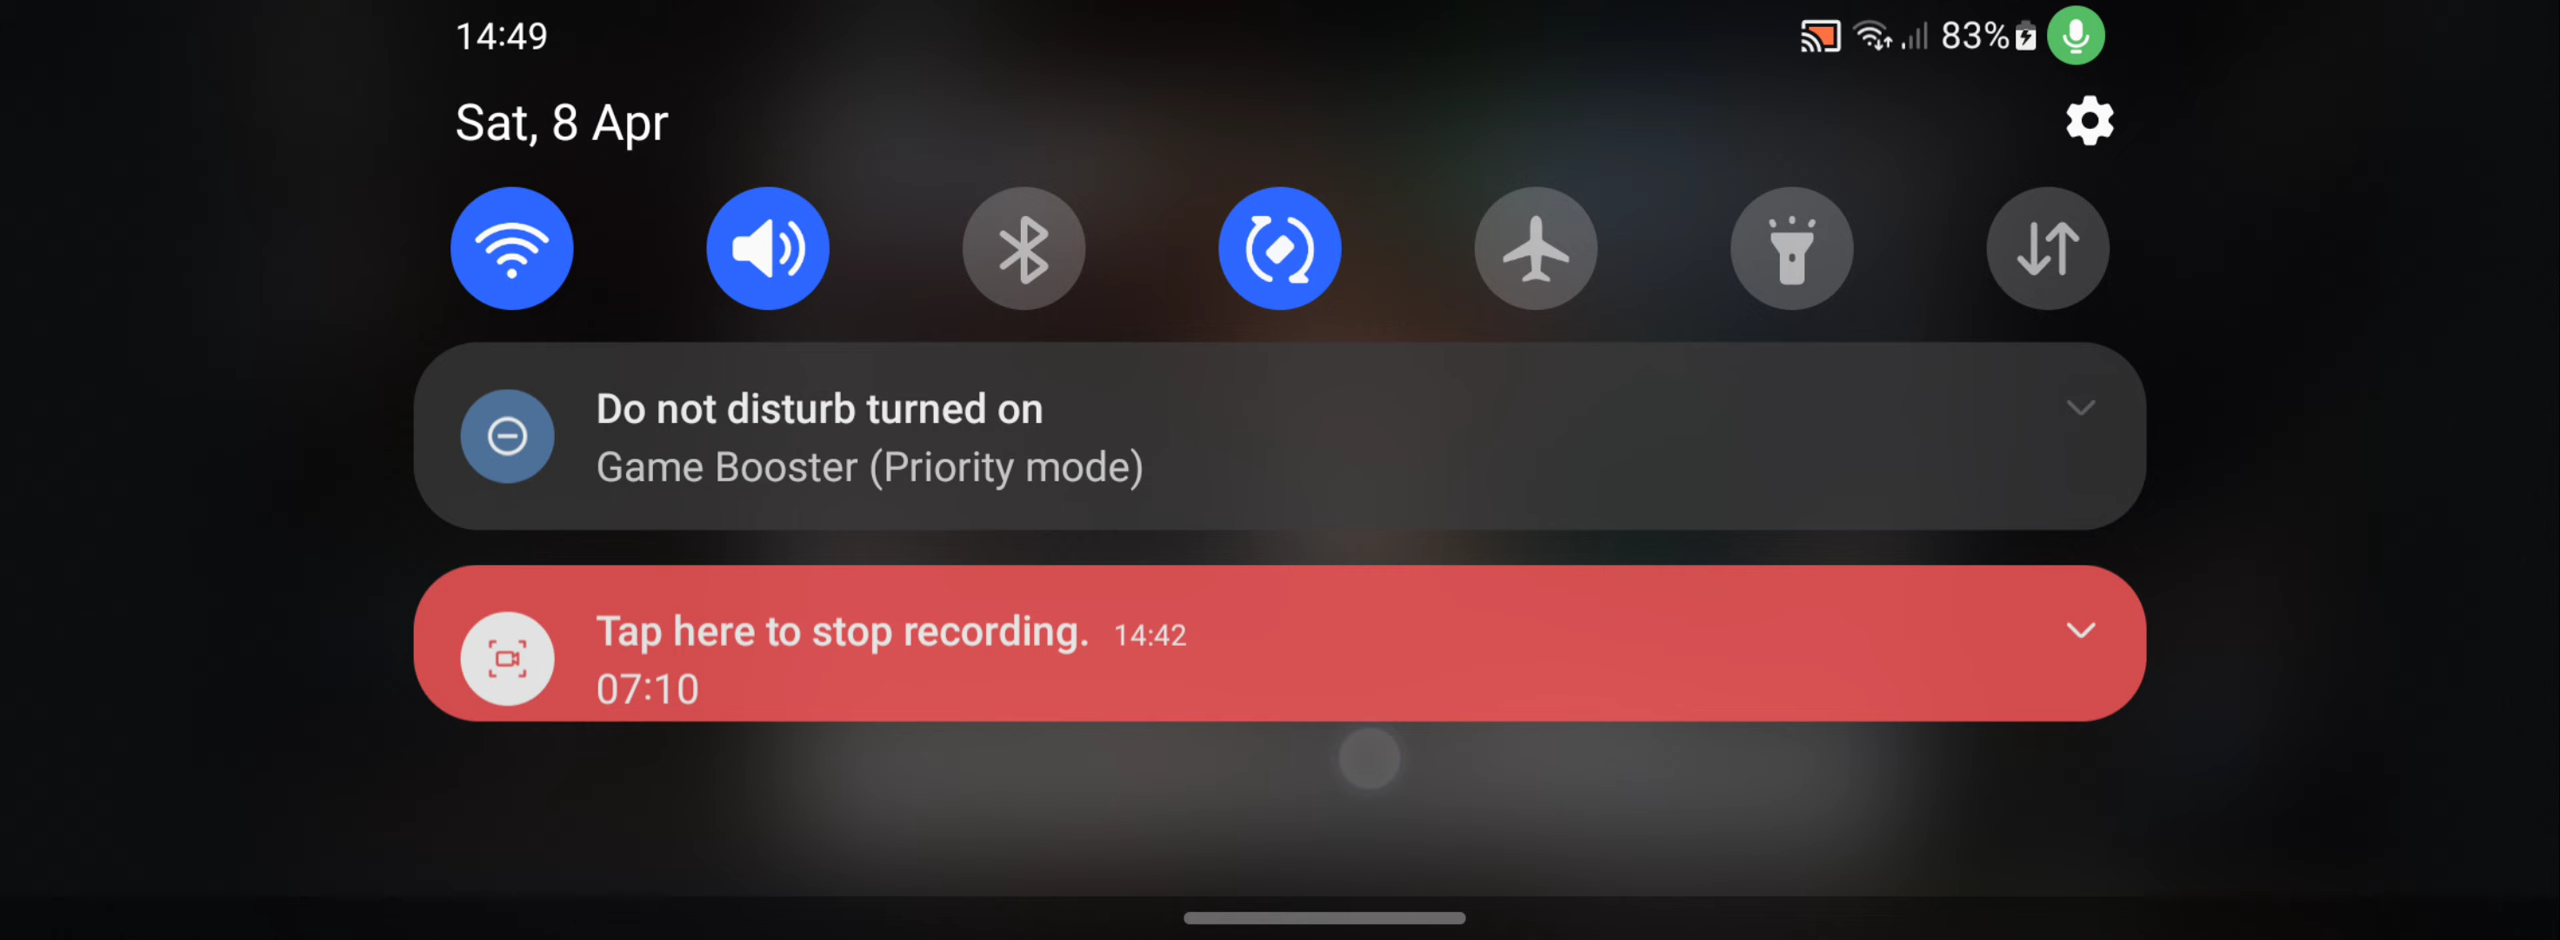 14:49
83%
Sat, 8 Apr
Do not disturb turned on
Game Booster (Priority mode)
Tap here to stop recording. 14:42
07:10